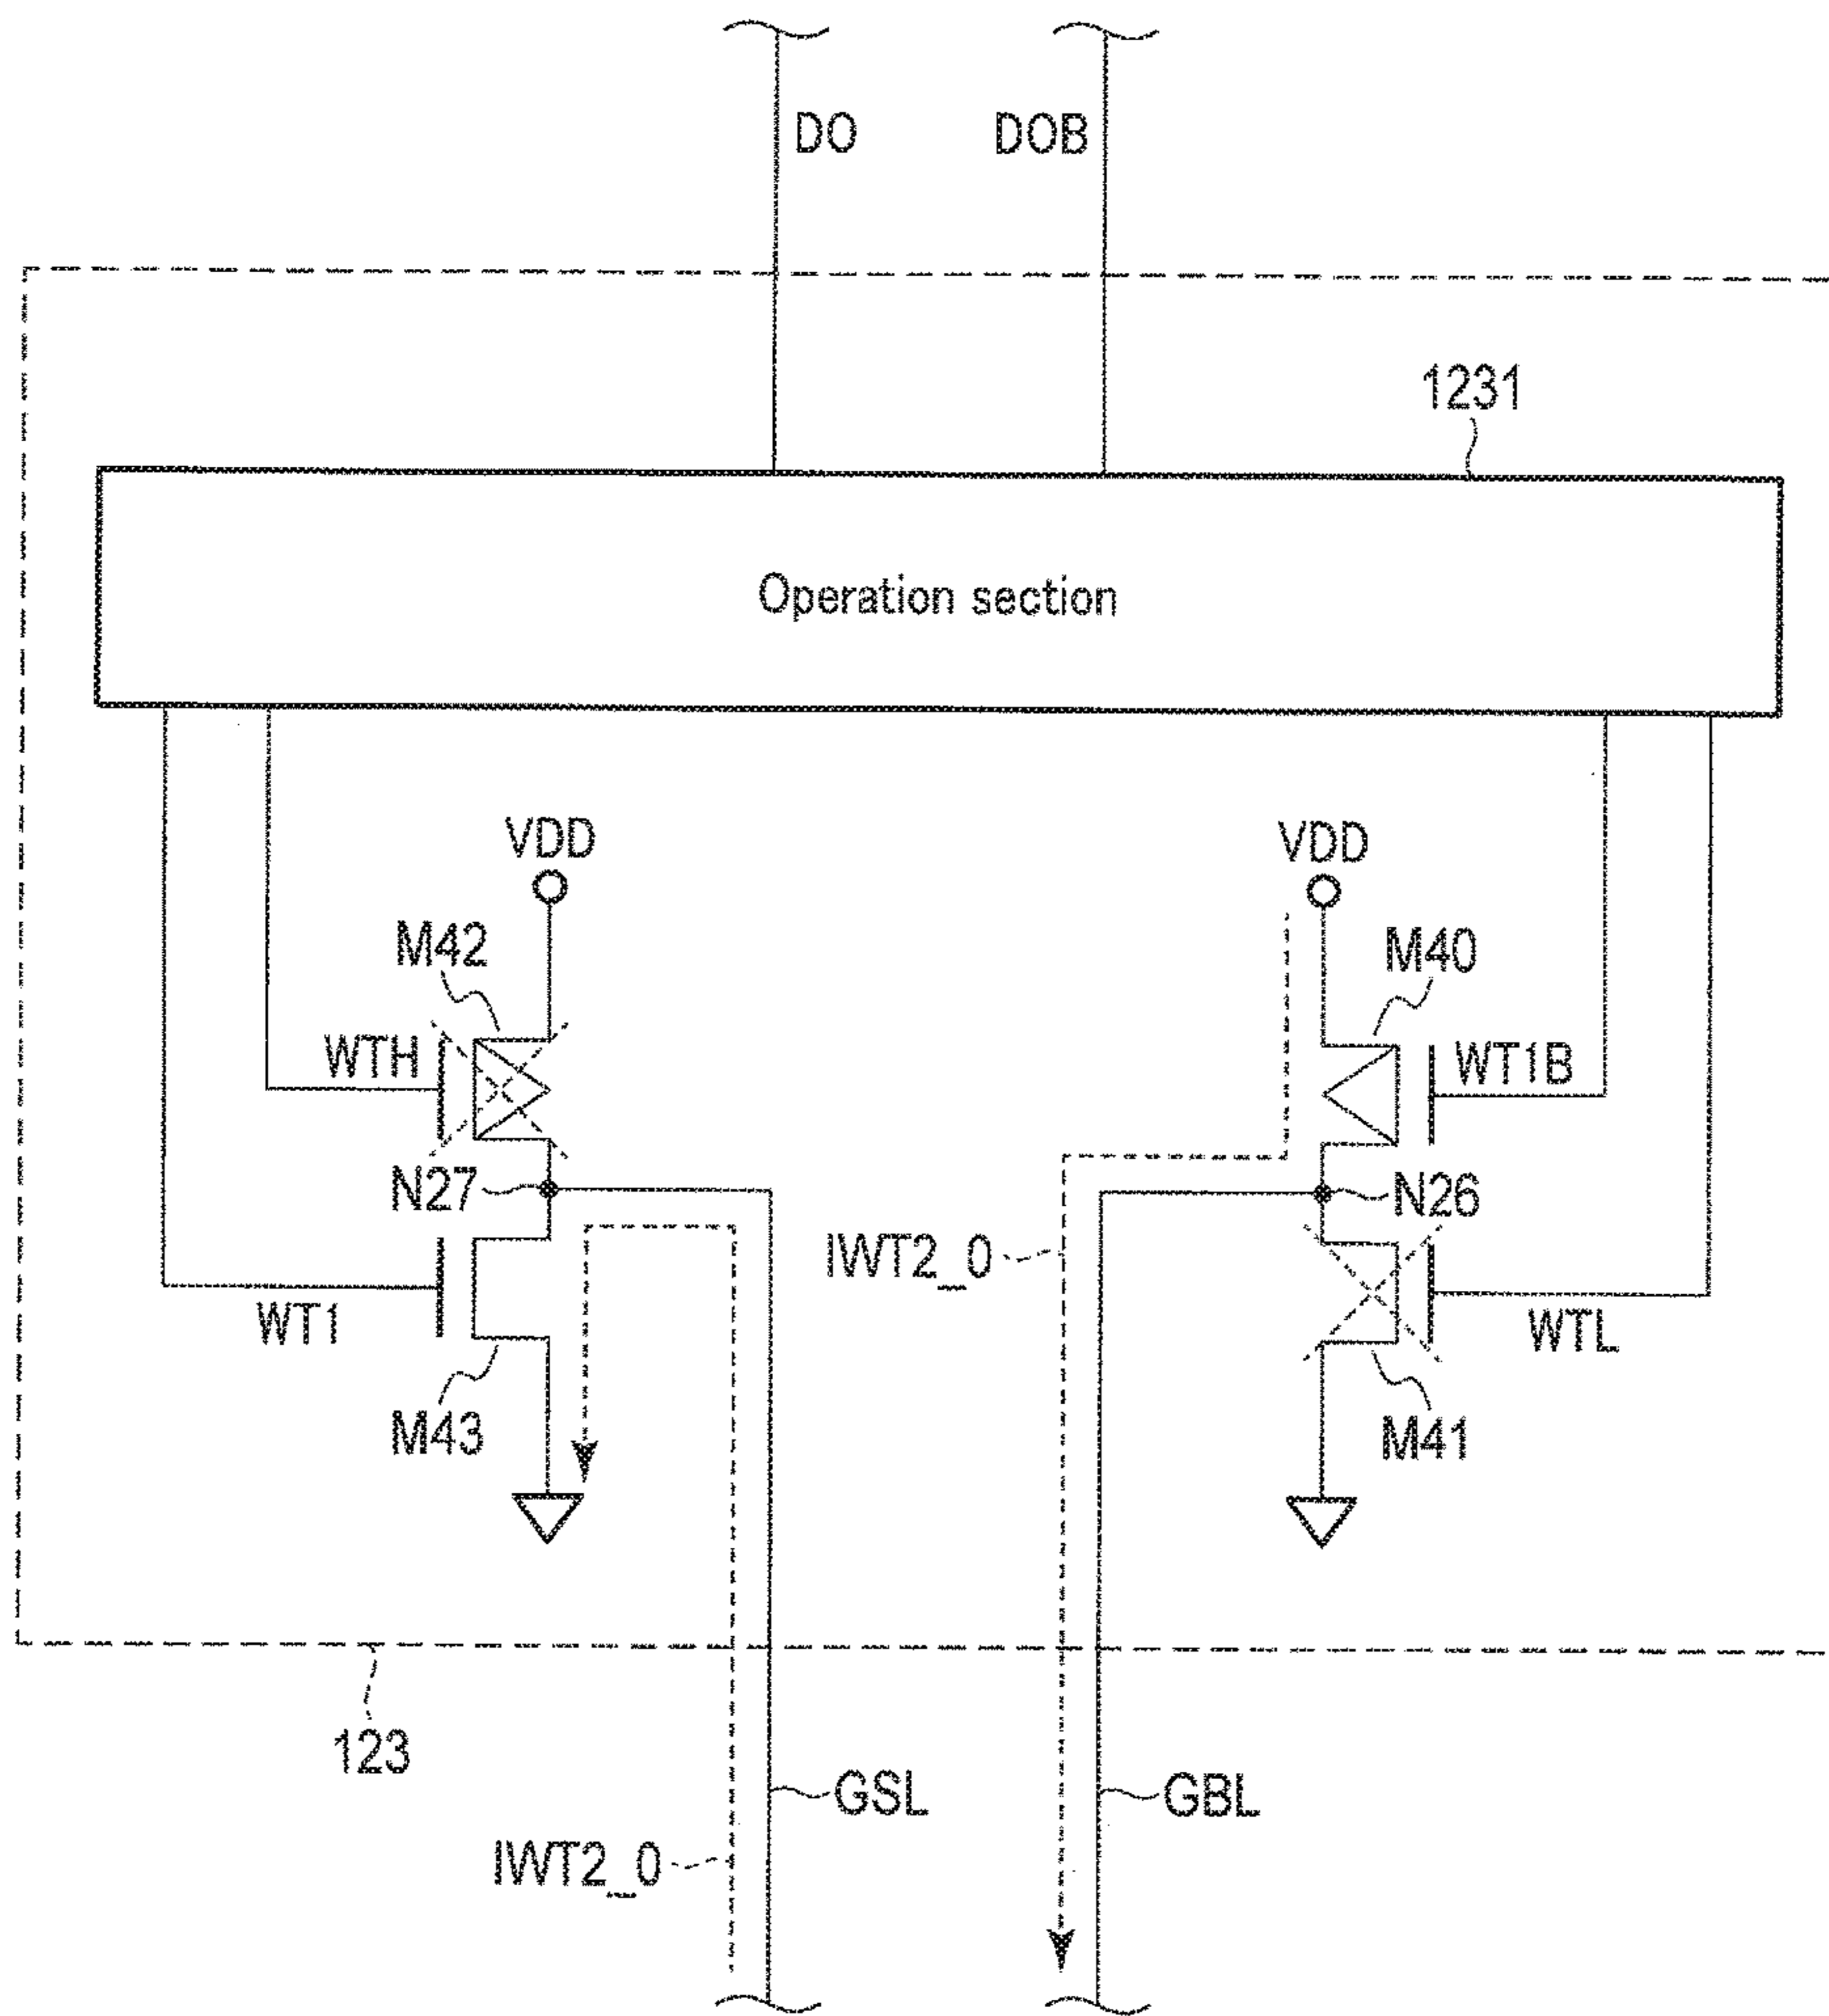 DO
DOB
1231
Operation section
VDD
VDD
M42
M40
WTH
WT1B
N27
N26
IWT2_0
WT1
WTL
M43
M41
123
GSL
GBL
IWT2_0